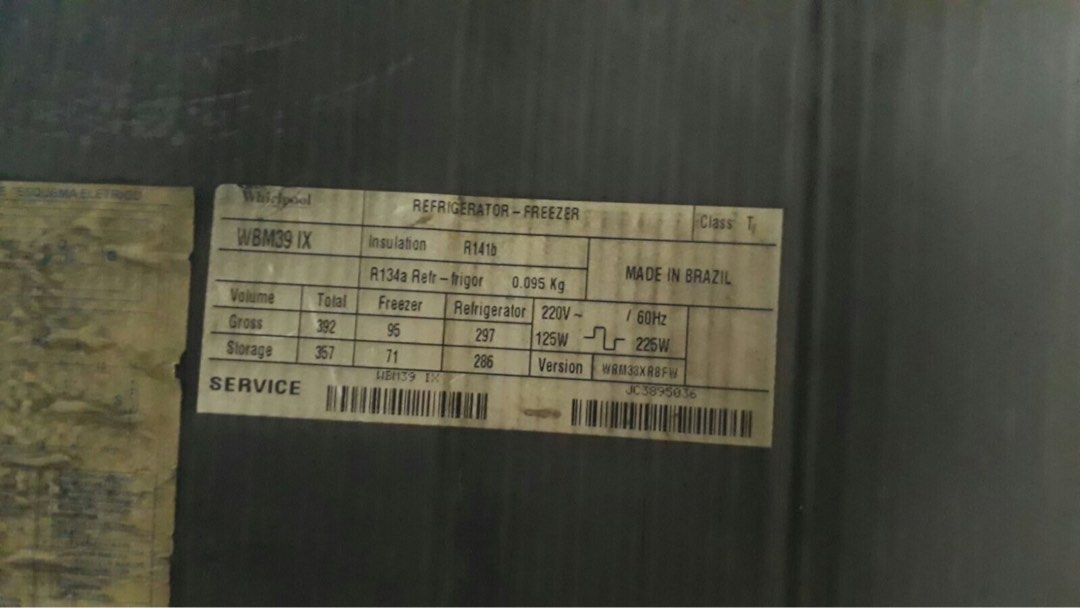 ESQUEMA ELETRICO
Whirlpool
REFRIGERATOR - FREEZER
Class T
WBM39 IX
Insulation R141b
MADE IN BRAZIL
R134a Refr - frigor 0.095 Kg
Volume Total Freezer Refrigerator
220V ~ / 60Hz
Gross 392 95 297
125W 225W
Storage 357 71 286
Version
SERVICE
WBM39 IX
JC3895036